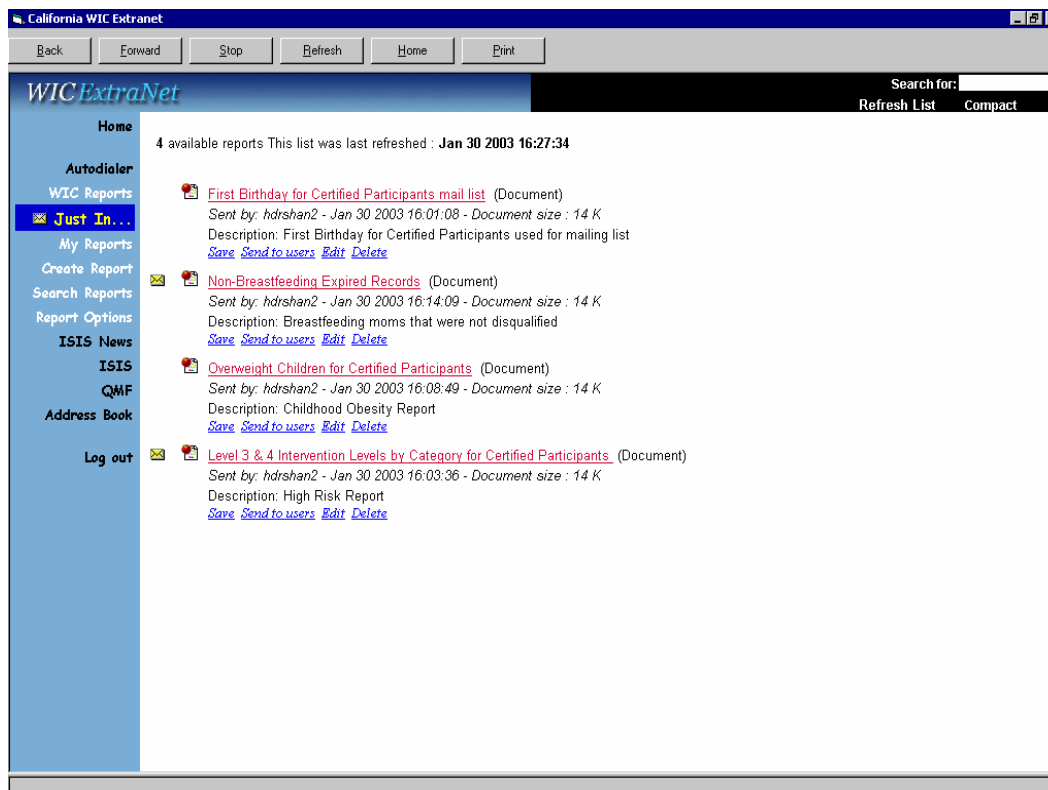 California WIC Extranet
Back Forward Stop Refresh Home Print
WIC ExtraNet
Search for:
Refresh List Compact
Home
Autodialer
WIC Reports
Just In...
My Reports
Create Report
Search Reports
Report Options
ISIS News
ISIS
QMF
Address Book
Log out
4 available reports This list was last refreshed : Jan 30 2003 16:27:34
First Birthday for Certified Participants mail list (Document)
Sent by: hdrshan2 - Jan 30 2003 16:01:08 - Document size : 14 K
Description: First Birthday for Certified Participants used for mailing list
Save Send to users Edit Delete
Non-Breastfeeding Expired Records (Document)
Sent by: hdrshan2 - Jan 30 2003 16:14:09 - Document size : 14 K
Description: Breastfeeding moms that were not disqualified
Save Send to users Edit Delete
Overweight Children for Certified Participants (Document)
Sent by: hdrshan2 - Jan 30 2003 16:08:49 - Document size : 14 K
Description: Childhood Obesity Report
Save Send to users Edit Delete
Level 3 & 4 Intervention Levels by Category for Certified Participants (Document)
Sent by: hdrshan2 - Jan 30 2003 16:03:36 - Document size : 14 K
Description: High Risk Report
Save Send to users Edit Delete